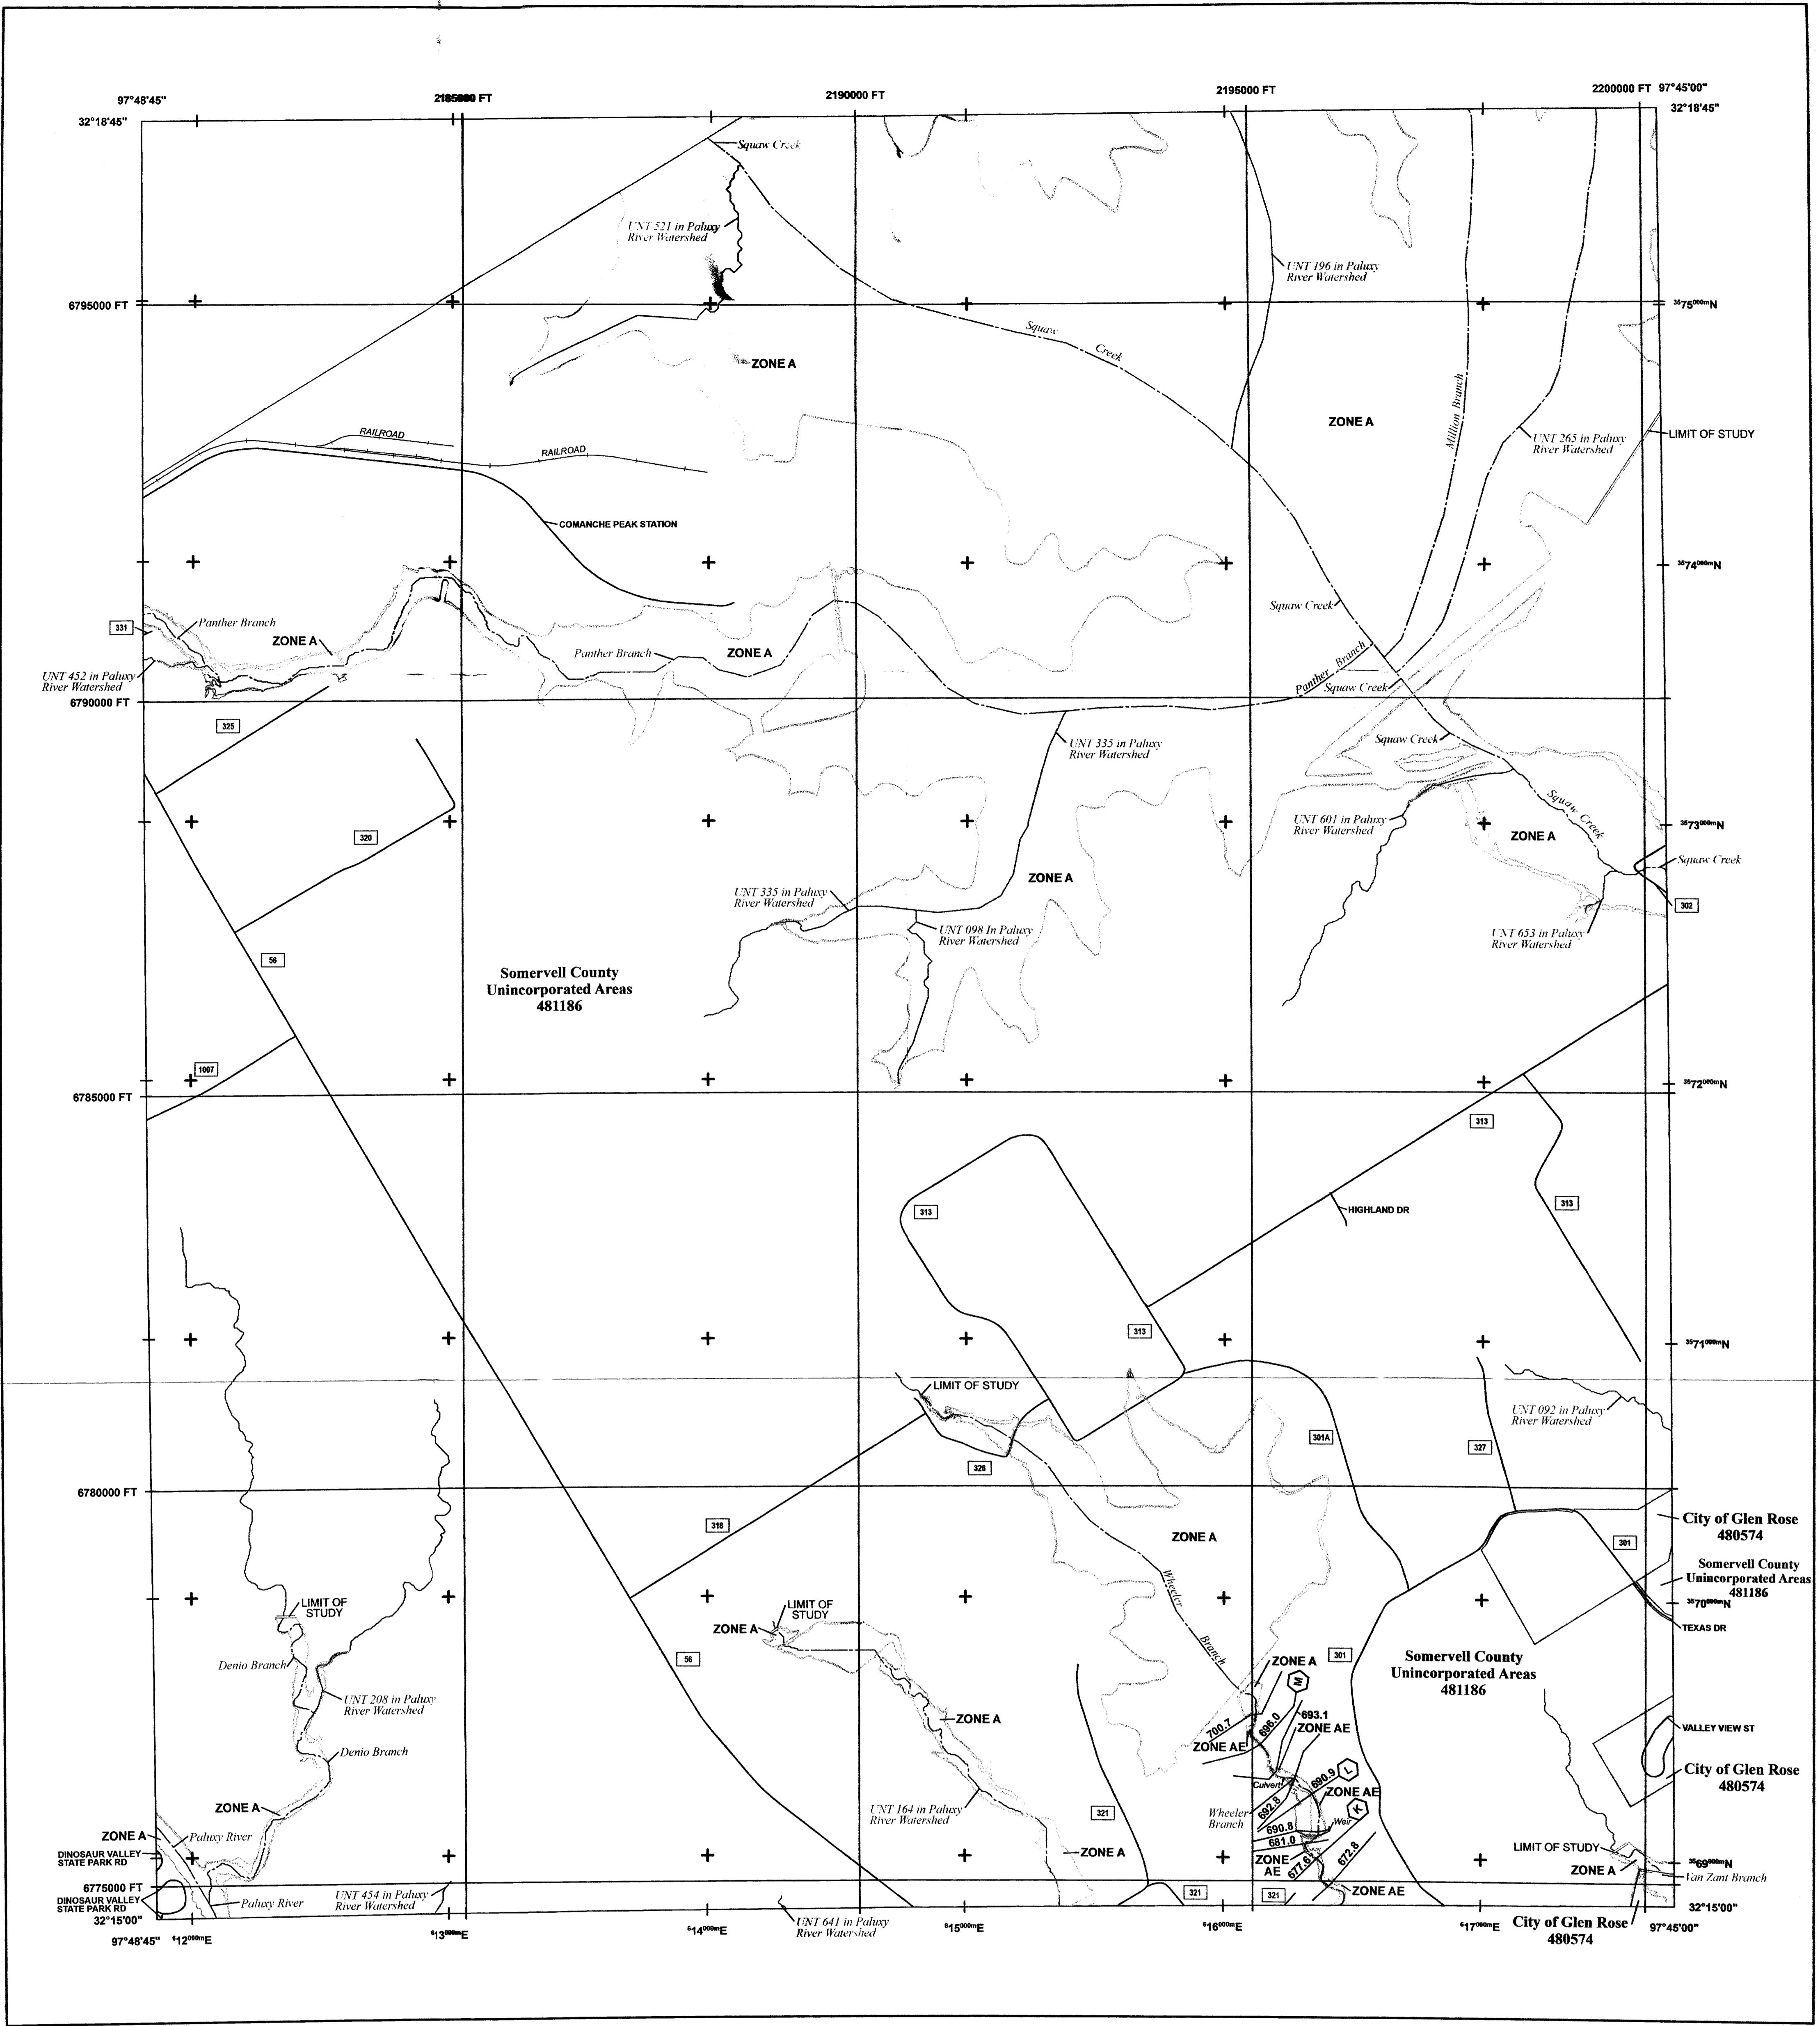 97°48'45"
2185000 FT
2190000 FT
2195000 FT
2200000 FT
97°45'00"
32°18'45"
32°18'45"
Squaw Creek
UNT 521 in Paluxy
River Watershed
UNT 196 in Paluxy
River Watershed
6795000 FT
3575000mN
Squaw
Creek
ZONE A
ZONE A
Million Branch
UNT 265 in Paluxy
River Watershed
LIMIT OF STUDY
RAILROAD
RAILROAD
COMANCHE PEAK STATION
3574000mN
Squaw Creek
331
Panther Branch
ZONE A
Panther Branch
ZONE A
Panther Branch
Squaw Creek
UNT 452 in Paluxy
River Watershed
6790000 FT
325
UNT 335 in Paluxy
River Watershed
Squaw Creek
Squaw Creek
320
UNT 601 in Paluxy
River Watershed
ZONE A
3573000mN
Squaw Creek
ZONE A
UNT 335 in Paluxy
River Watershed
302
UNT 098 In Paluxy
River Watershed
UNT 653 in Paluxy
River Watershed
56
Somervell County
Unincorporated Areas
481186
1007
6785000 FT
3572000mN
313
313
313
HIGHLAND DR
313
3571000mN
LIMIT OF STUDY
UNT 092 in Paluxy
River Watershed
301A
327
326
6780000 FT
318
ZONE A
City of Glen Rose
480574
301
Somervell County
Unincorporated Areas
481186
Wheeler
Branch
3570000mN
TEXAS DR
LIMIT OF
STUDY
LIMIT OF
STUDY
ZONE A
Denio Branch
56
301
Somervell County
Unincorporated Areas
481186
ZONE A
M
UNT 208 in Paluxy
River Watershed
ZONE A
700.7
696.0
693.1
ZONE AE
ZONE AE
VALLEY VIEW ST
Denio Branch
City of Glen Rose
480574
Culvert
690.9
L
ZONE AE
692.8
ZONE A
UNT 164 in Paluxy
River Watershed
321
Wheeler
Branch
K
Weir
690.8
681.0
ZONE A
Paluxy River
ZONE A
ZONE
AE
677.6
672.8
LIMIT OF STUDY
ZONE A
3569000mN
Van Zant Branch
DINOSAUR VALLEY
STATE PARK RD
6775000 FT
DINOSAUR VALLEY
STATE PARK RD
Paluxy River
UNT 454 in Paluxy
River Watershed
321
321
ZONE AE
32°15'00"
32°15'00"
97°48'45"
612000mE
613000mE
614000mE
UNT 641 in Paluxy
River Watershed
615000mE
616000mE
617000mE
City of Glen Rose
480574
97°45'00"